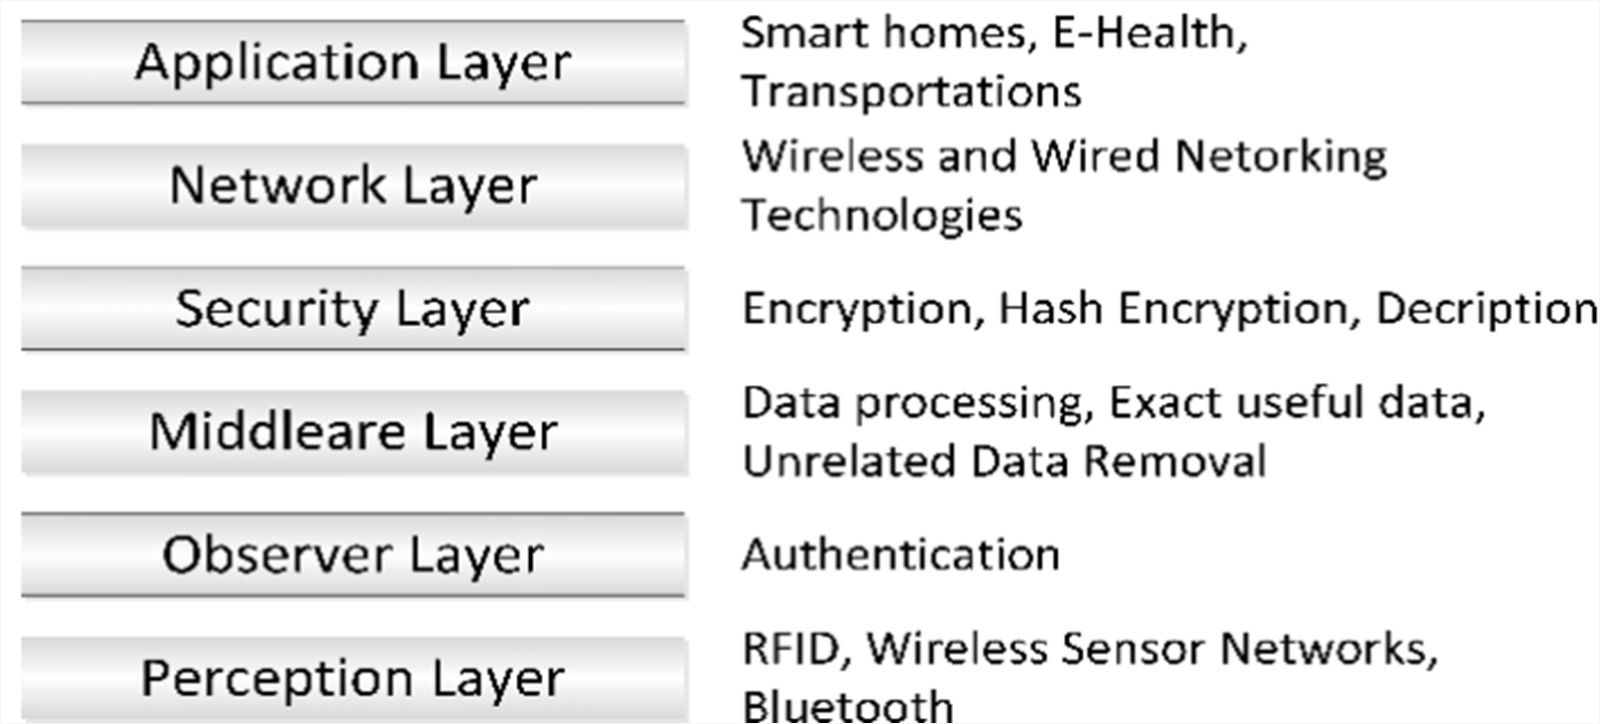 Application Layer
Smart homes, E-Health,
Transportations
Network Layer
Wireless and Wired Netorking
Technologies
Security Layer
Encryption, Hash Encryption, Decription
Middleare Layer
Data processing, Exact useful data,
Unrelated Data Removal
Observer Layer
Authentication
Perception Layer
RFID, Wireless Sensor Networks,
Bluetooth